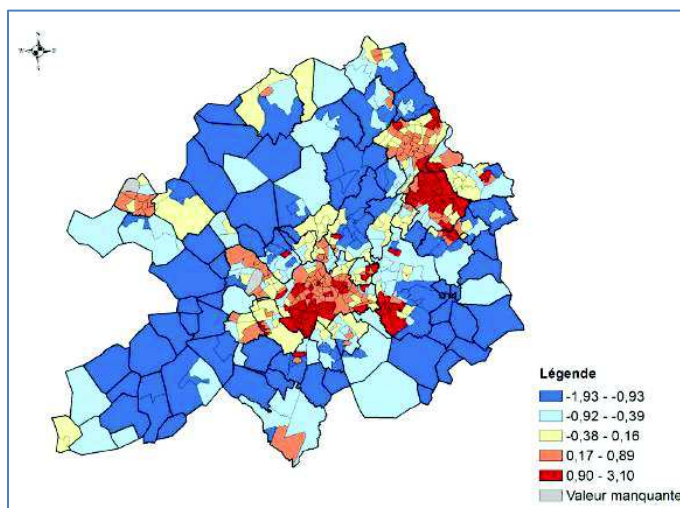 Légende
-1,93 - -0,93
-0,92 - -0,39
-0,38 - 0,16
0,17 - 0,89
0,90 - 3,10
Valeur manquante